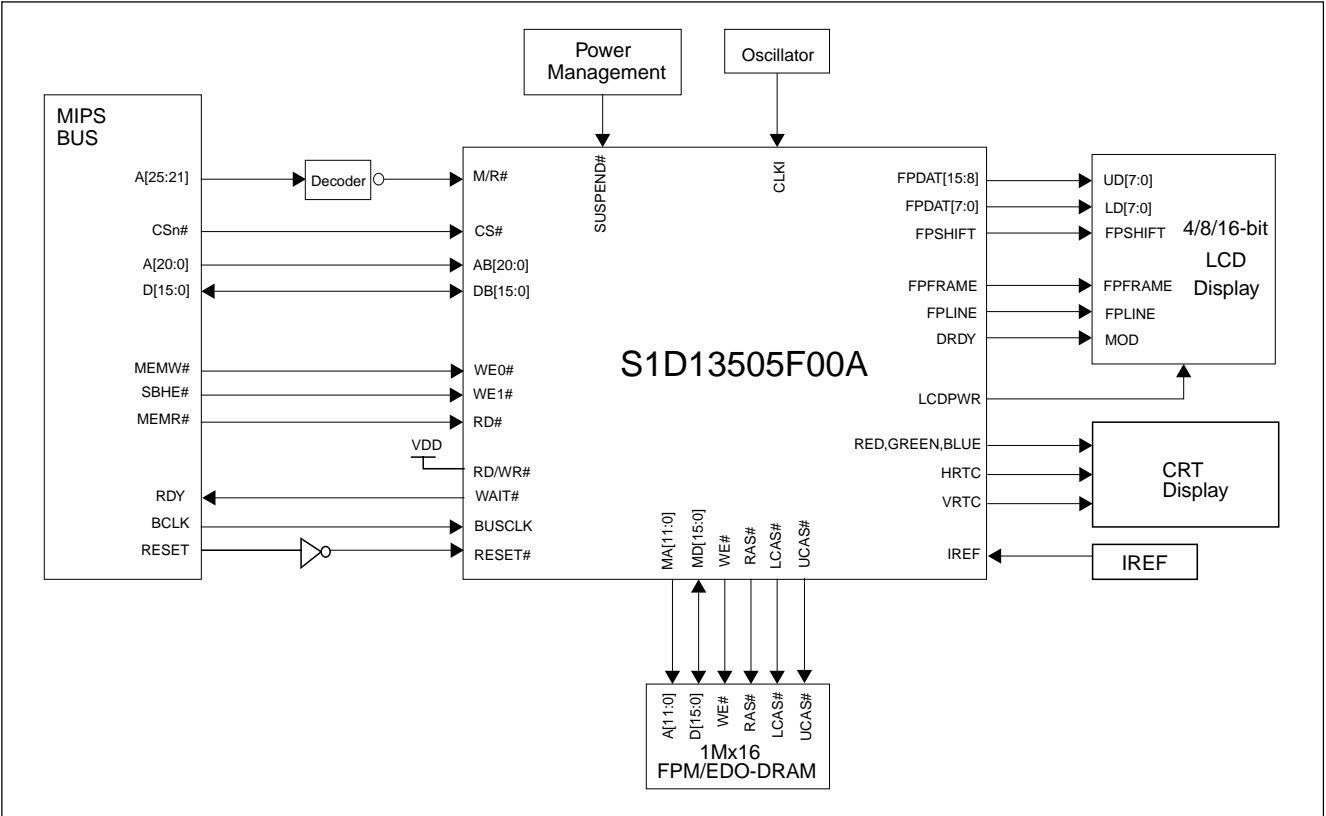 Power
Management
Oscillator
MIPS
BUS
A[25:21]
Decoder
M/R#
CSn#
CS#
A[20:0]
AB[20:0]
D[15:0]
DB[15:0]
MEMW#
WE0#
SBHE#
WE1#
MEMR#
RD#
VDD
RD/WR#
RDY
WAIT#
BCLK
BUSCLK
RESET
RESET#
SUSPEND#
CLKI
S1D13505F00A
FPDAT[15:8]
UD[7:0]
FPDAT[7:0]
LD[7:0]
FPSHIFT
FPSHIFT
4/8/16-bit
LCD
Display
FPFRAME
FPFRAME
FPLINE
FPLINE
DRDY
MOD
LCDPWR
RED,GREEN,BLUE
HRTC
VRTC
CRT
Display
IREF
IREF
MA[11:0]
MD[15:0]
WE#
RAS#
LCAS#
UCAS#
A[11:0]
D[15:0]
WE#
RAS#
LCAS#
UCAS#
1Mx16
FPM/EDO-DRAM